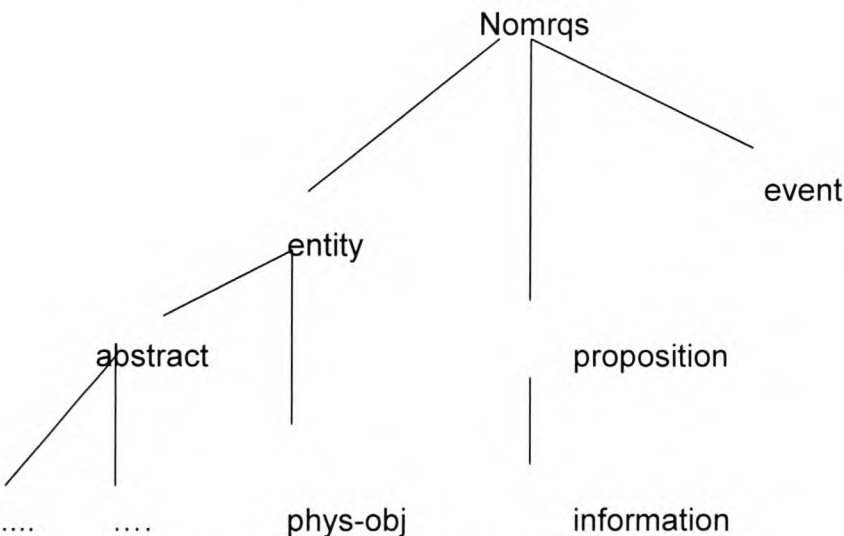 Nomrqs
event
entity
abstract proposition
.... .... phys-obj information